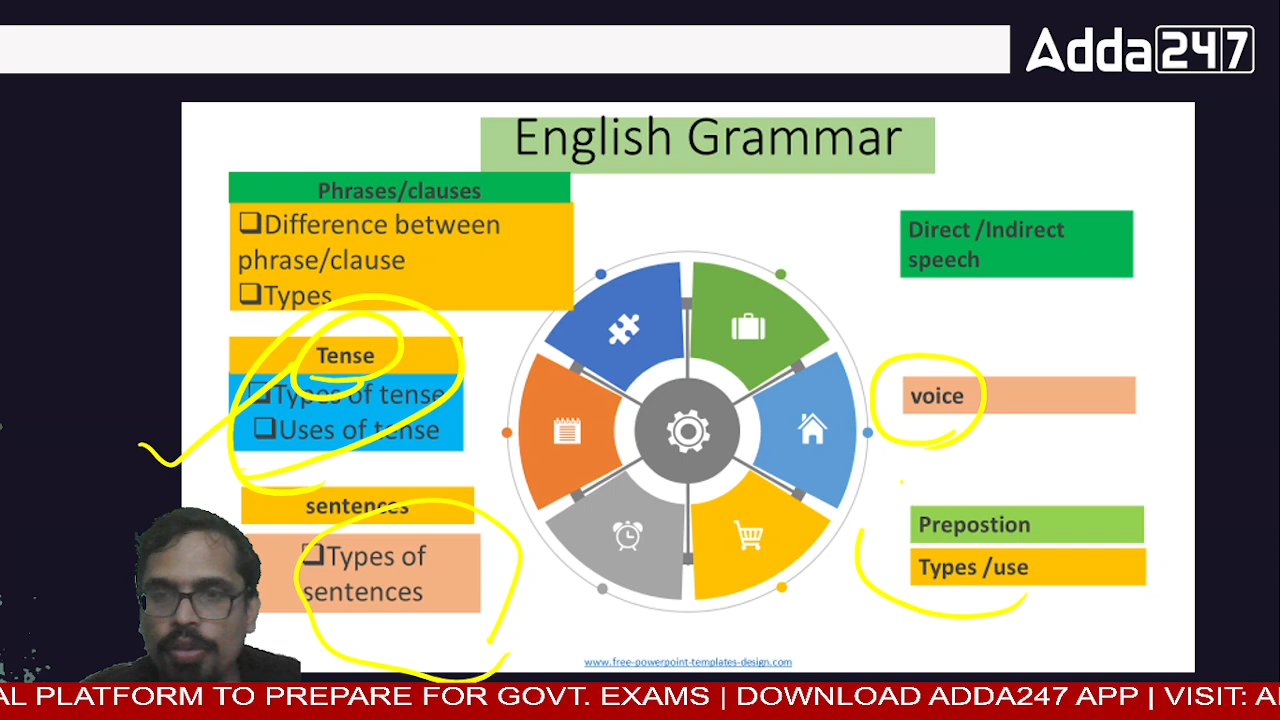 Adda247
English Grammar
Phrases/clauses
Difference between
phrase/clause
Types
Tense
Types of tense
Uses of tense
sentences
Types of
sentences
Direct /Indirect
speech
voice
Prepostion
Types /use
www.free-powerpoint-templates-design.com
AL PLATFORM TO PREPARE FOR GOVT. EXAMS | DOWNLOAD ADDA247 APP | VISIT: A